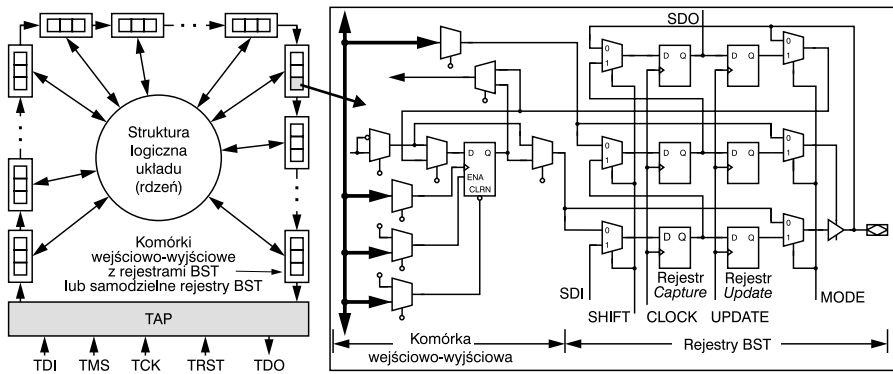 Struktura
logiczna
układu
(rdzeń)
Komórki
wejściowo-wyjściowe
z rejestrami BST
lub samodzielne rejestry BST
TAP
TDI TMS TCK TRST TDO
SDO
0
1
D Q
D Q
0
1
D Q
ENA
CLRN
0
1
D Q
D Q
0
1
0
1
D Q
D Q
0
1
SDI
Rejestr
Capture
Rejestr
Update
MODE
SHIFT CLOCK UPDATE
Komórka
wejściowo-wyjściowa
Rejestry BST